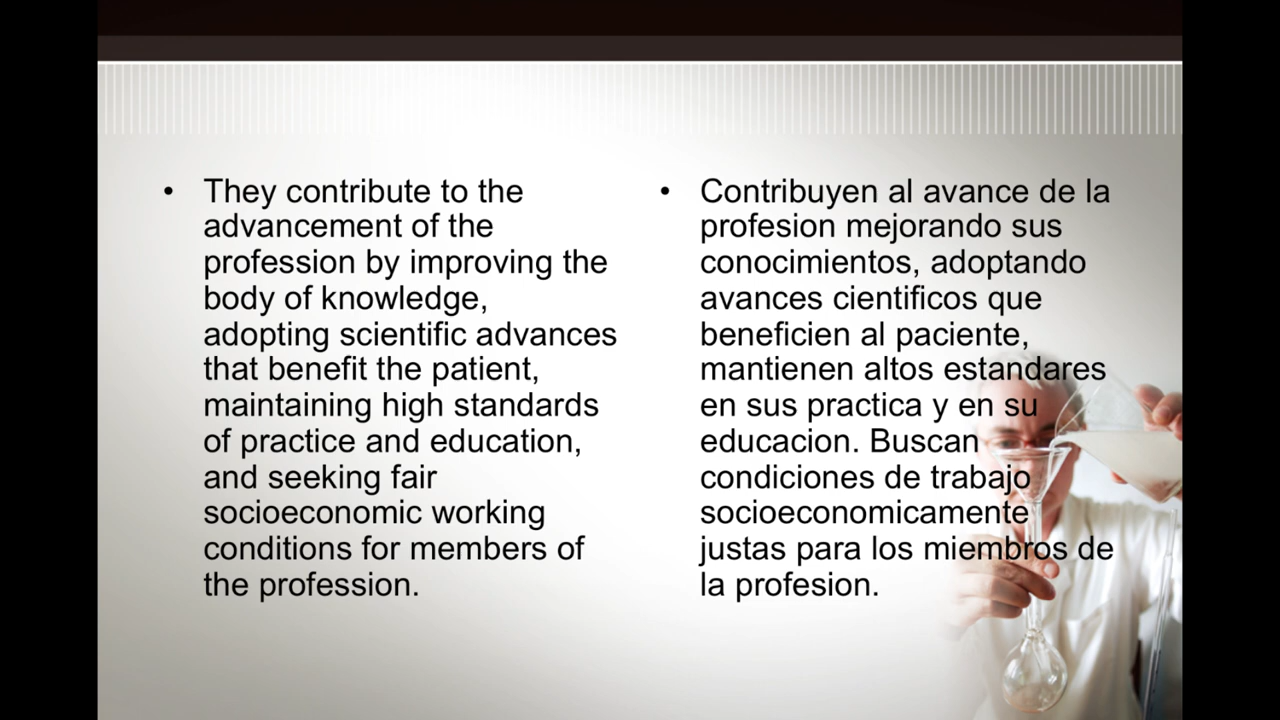 • They contribute to the
advancement of the
profession by improving the
body of knowledge,
adopting scientific advances
that benefit the patient,
maintaining high standards
of practice and education,
and seeking fair
socioeconomic working
conditions for members of
the profession.
• Contribuyen al avance de la
profesion mejorando sus
conocimientos, adoptando
avances cientificos que
beneficien al paciente,
mantienen altos estandares
en sus practica y en su
educacion. Buscan
condiciones de trabajo
socioeconomicamente
justas para los miembros de
la profesion.